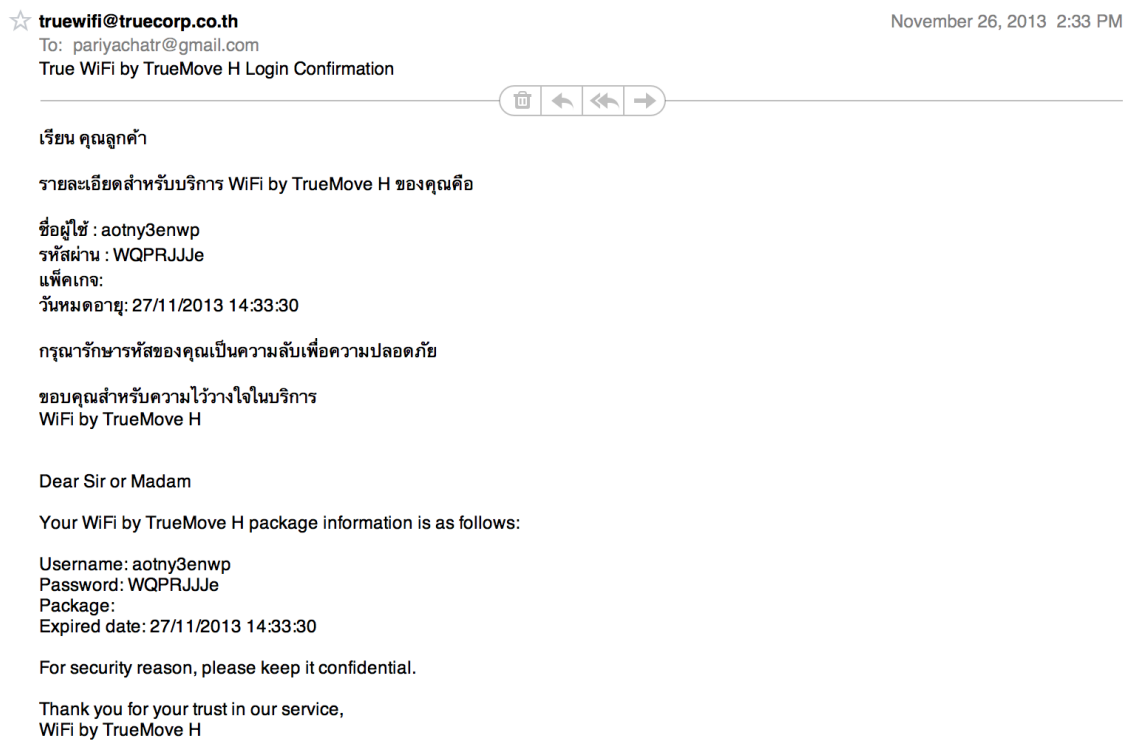 truewifi@truecorp.co.th
November 26, 2013 2:33 PM
To: pariyachatr@gmail.com
True WiFi by TrueMove H Login Confirmation
เรียน คุณลูกค้า
รายละเอียดสำหรับบริการ WiFi by TrueMove H ของคุณคือ
ชื่อผู้ใช้ : aotny3enwp
รหัสผ่าน : WQPRJJJe
แพ็คเกจ:
วันหมดอายุ: 27/11/2013 14:33:30
กรุณารักษารหัสของคุณเป็นความลับเพื่อความปลอดภัย
ขอบคุณสำหรับความไว้วางใจในบริการ
WiFi by TrueMove H
Dear Sir or Madam
Your WiFi by TrueMove H package information is as follows:
Username: aotny3enwp
Password: WQPRJJJe
Package:
Expired date: 27/11/2013 14:33:30
For security reason, please keep it confidential.
Thank you for your trust in our service,
WiFi by TrueMove H